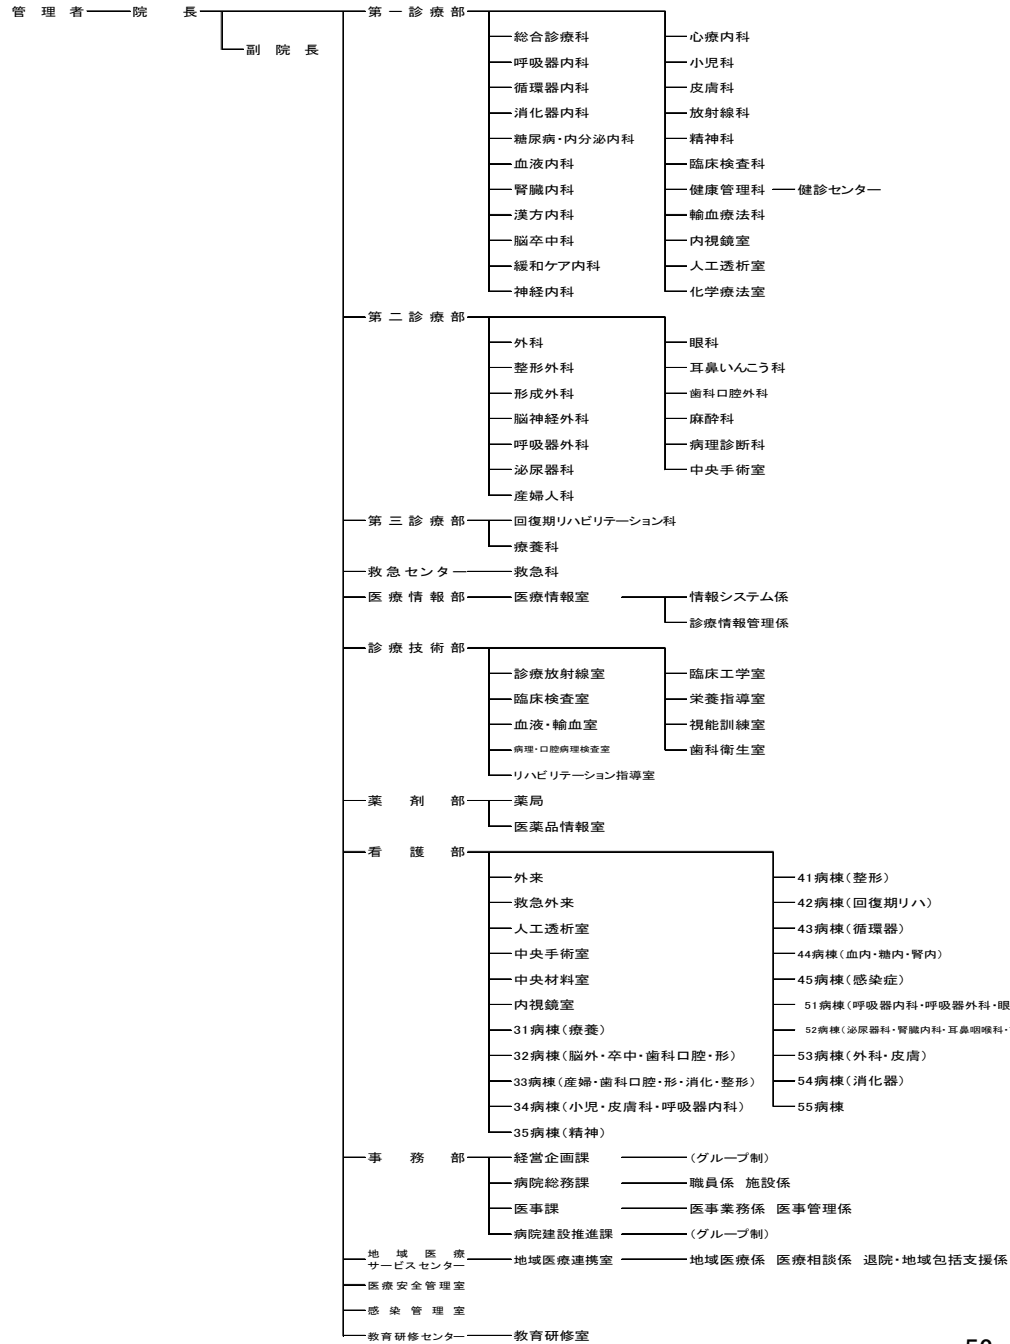 管理者 院長 第一診療部
副院長
総合診療科 心療内科
呼吸器内科 小児科
循環器内科 皮膚科
消化器内科 放射線科
糖尿病・内分泌内科 精神科
血液内科 臨床検査科
腎臓内科 健康管理科 健診センター
漢方内科 輸血療法科
脳卒中科 内視鏡室
緩和ケア内科 人工透析室
神経内科 化学療法室
第二診療部
外科 眼科
整形外科 耳鼻いんこう科
形成外科 歯科口腔外科
脳神経外科 麻酔科
呼吸器外科 病理診断科
泌尿器科 中央手術室
産婦人科
第三診療部 回復期リハビリテーション科
療養科
救急センター 救急科
医療情報部 医療情報室 情報システム係
診療情報管理係
診療技術部
診療放射線室 臨床工学室
臨床検査室 栄養指導室
血液・輸血室 視能訓練室
病理・口腔病理検査室 歯科衛生室
リハビリテーション指導室
薬剤部 薬局
医薬品情報室
看護部
外来 41病棟(整形)
救急外来 42病棟(回復期リハ)
人工透析室 43病棟(循環器)
中央手術室 44病棟(血内・糖内・腎内)
中央材料室 45病棟(感染症)
内視鏡室 51病棟(呼吸器内科・呼吸器外科・眼
31病棟(療養) 52病棟(泌尿器科・腎臓内科・耳鼻咽喉科・
32病棟(脳外・卒中・歯科口腔・形) 53病棟(外科・皮膚)
33病棟(産婦・歯科口腔・形・消化・整形) 54病棟(消化器)
34病棟(小児・皮膚科・呼吸器内科) 55病棟
35病棟(精神)
事務部 経営企画課 (グループ制)
病院総務課 職員係 施設係
医事課 医事業務係 医事管理係
病院建設推進課 (グループ制)
地域医療
サービスセンター 地域医療連携室 地域医療係 医療相談係 退院・地域包括支援係
医療安全管理室
感染管理室
教育研修センター 教育研修室